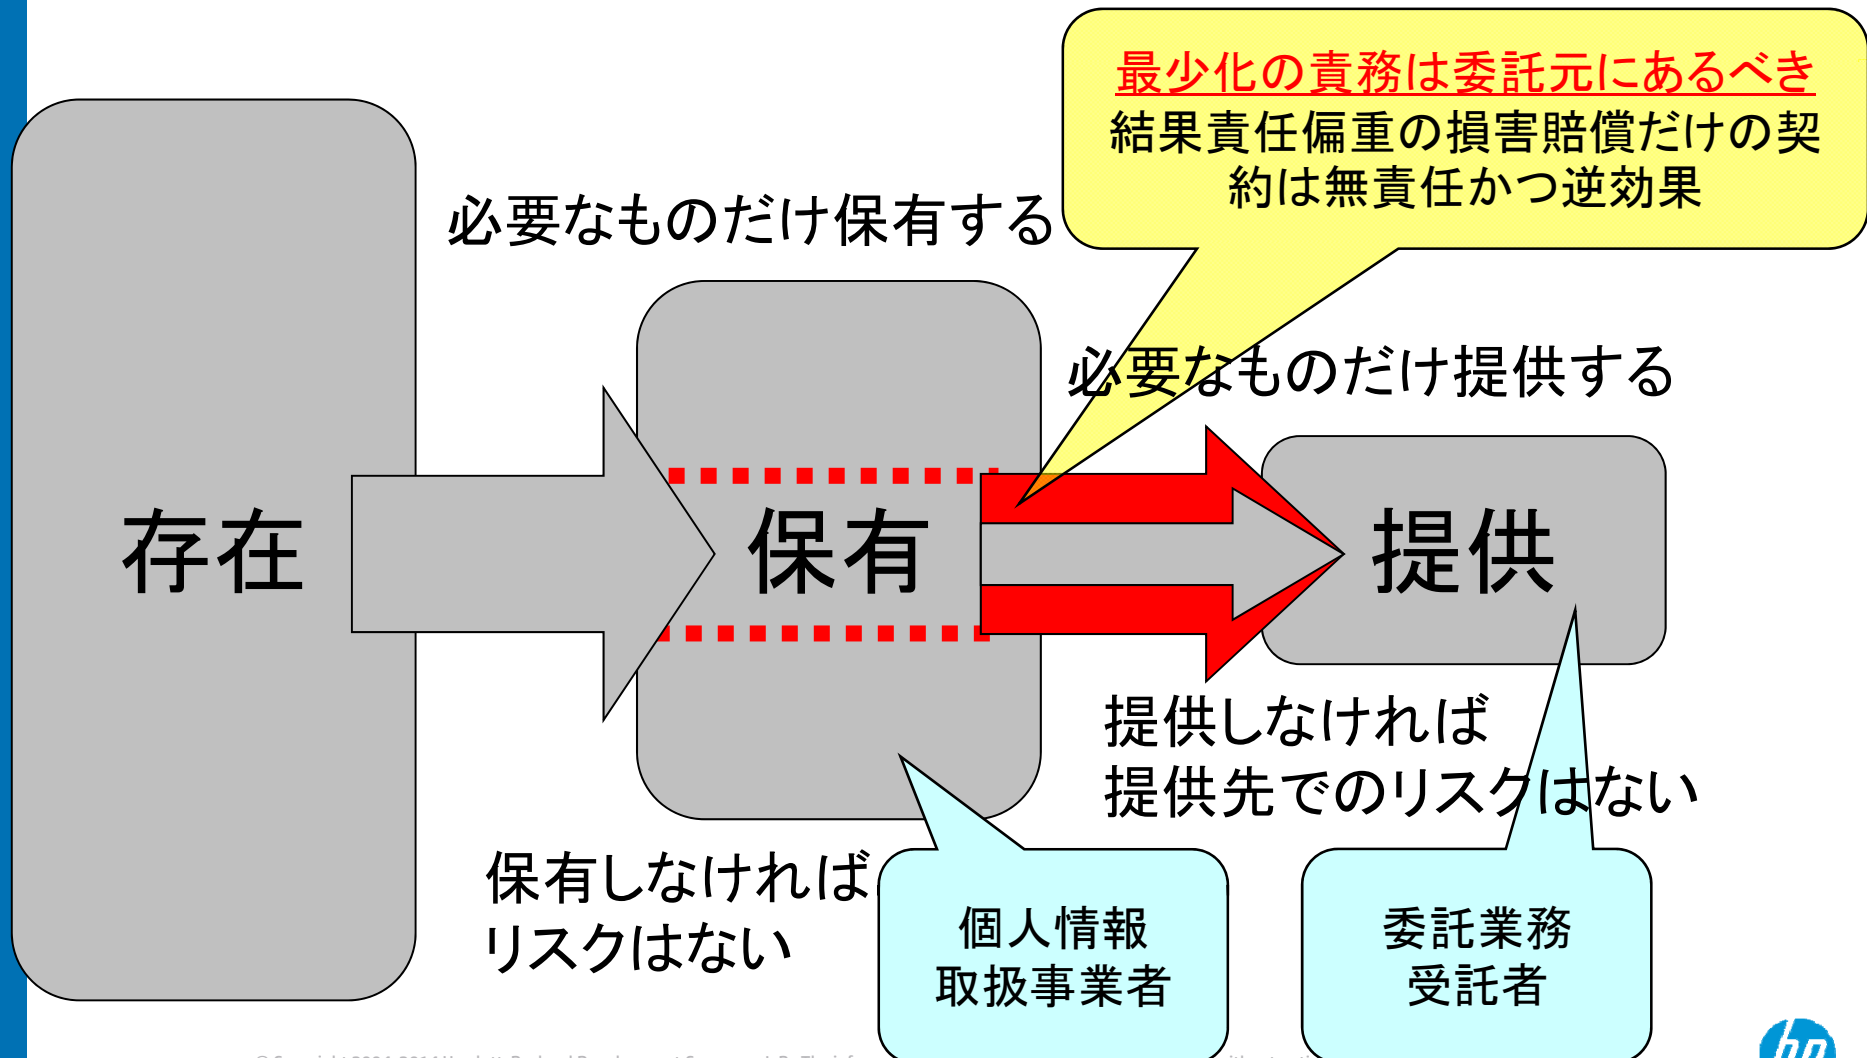 最少化の責務は委託元にあるべき
結果責任偏重の損害賠償だけの契
約は無責任かつ逆効果
必要なものだけ保有する
必要なものだけ提供する
存在
保有
提供
提供しなければ
提供先でのリスクはない
保有しなければ
リスクはない
個人情報
取扱事業者
委託業務
受託者
hp